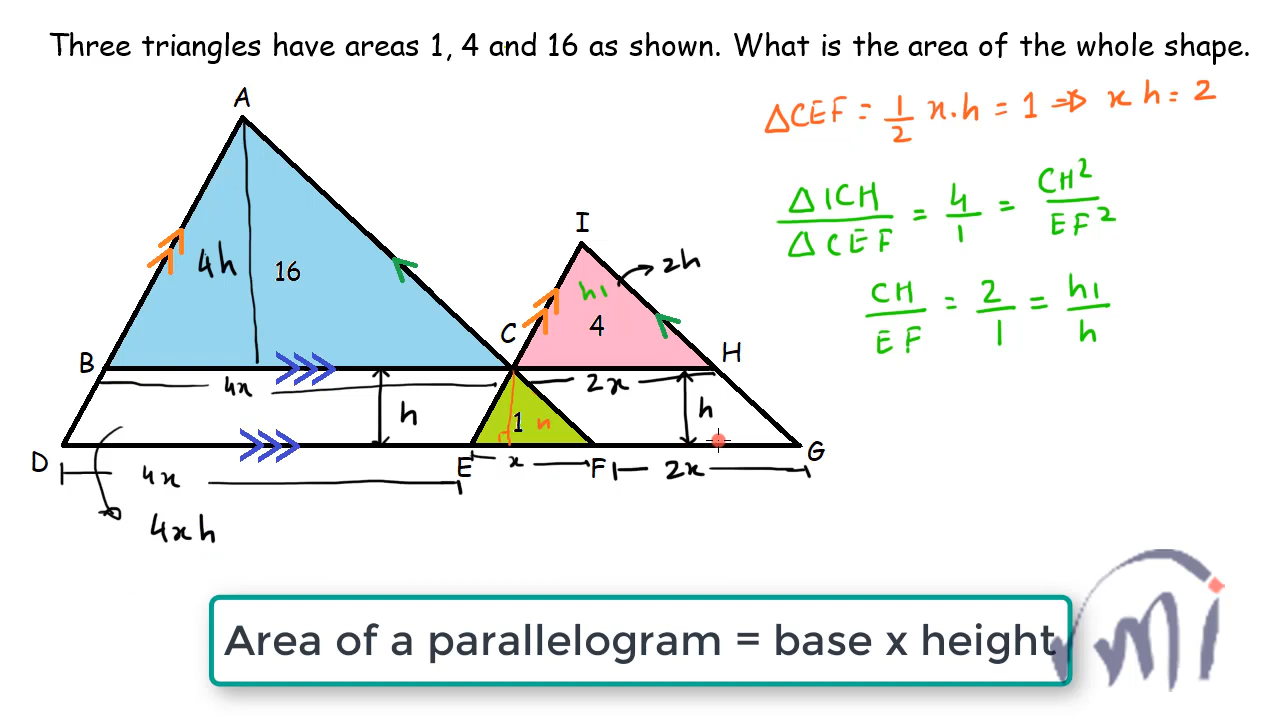 Three triangles have areas 1, 4 and 16 as shown. What is the area of the whole shape.
ΔCEF = 1/2 x.h = 1 => x h = 2
ΔICH / ΔCEF = 4/1 = CH² / EF²
CH / EF = 2/1 = h1 / h
A
I
4h
16
2h
h1
4
C
B
H
4x
2x
h
1
h
h
D
E
F
G
4x
x
2x
4xh
Area of a parallelogram = base x height
mi